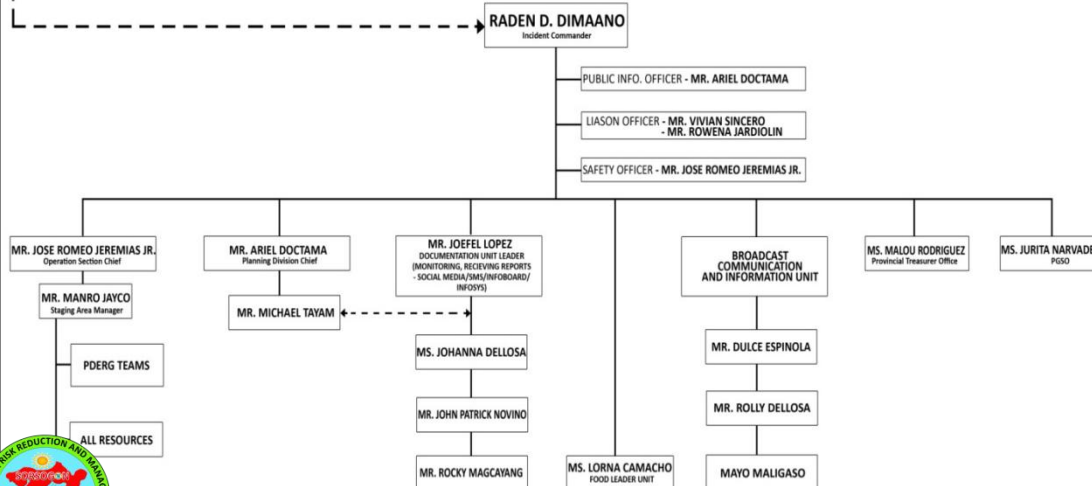 RADEN D. DIMAANO
Incident Commander
PUBLIC INFO. OFFICER - MR. ARIEL DOCTAMA
LIASON OFFICER - MR. VIVIAN SINCERO
- MR. ROWENA JARDIOLIN
SAFETY OFFICER - MR. JOSE ROMEO JEREMIAS JR.
MR. JOSE ROMEO JEREMIAS JR.
Operation Section Chief
MR. MANRO JAYCO
Staging Area Manager
PDERG TEAMS
ALL RESOURCES
MR. ARIEL DOCTAMA
Planning Division Chief
MR. MICHAEL TAYAM
MR. JOEFEL LOPEZ
DOCUMENTATION UNIT LEADER
(MONITORING, RECIEVING REPORTS
- SOCIAL MEDIA/SMS/INFOBOARD/
INFOSYS)
MS. JOHANNA DELLOSA
MR. JOHN PATRICK NOVINO
MR. ROCKY MAGCAYANG
MS. LORNA CAMACHO
FOOD LEADER UNIT
BROADCAST
COMMUNICATION
AND INFORMATION UNIT
MR. DULCE ESPINOLA
MR. ROLLY DELLOSA
MAYO MALIGASO
MS. MALOU RODRIGUEZ
Provincial Treasurer Office
MS. JURITA NARVADE
PGSO
RISK REDUCTION AND MANAG
SORSOGON